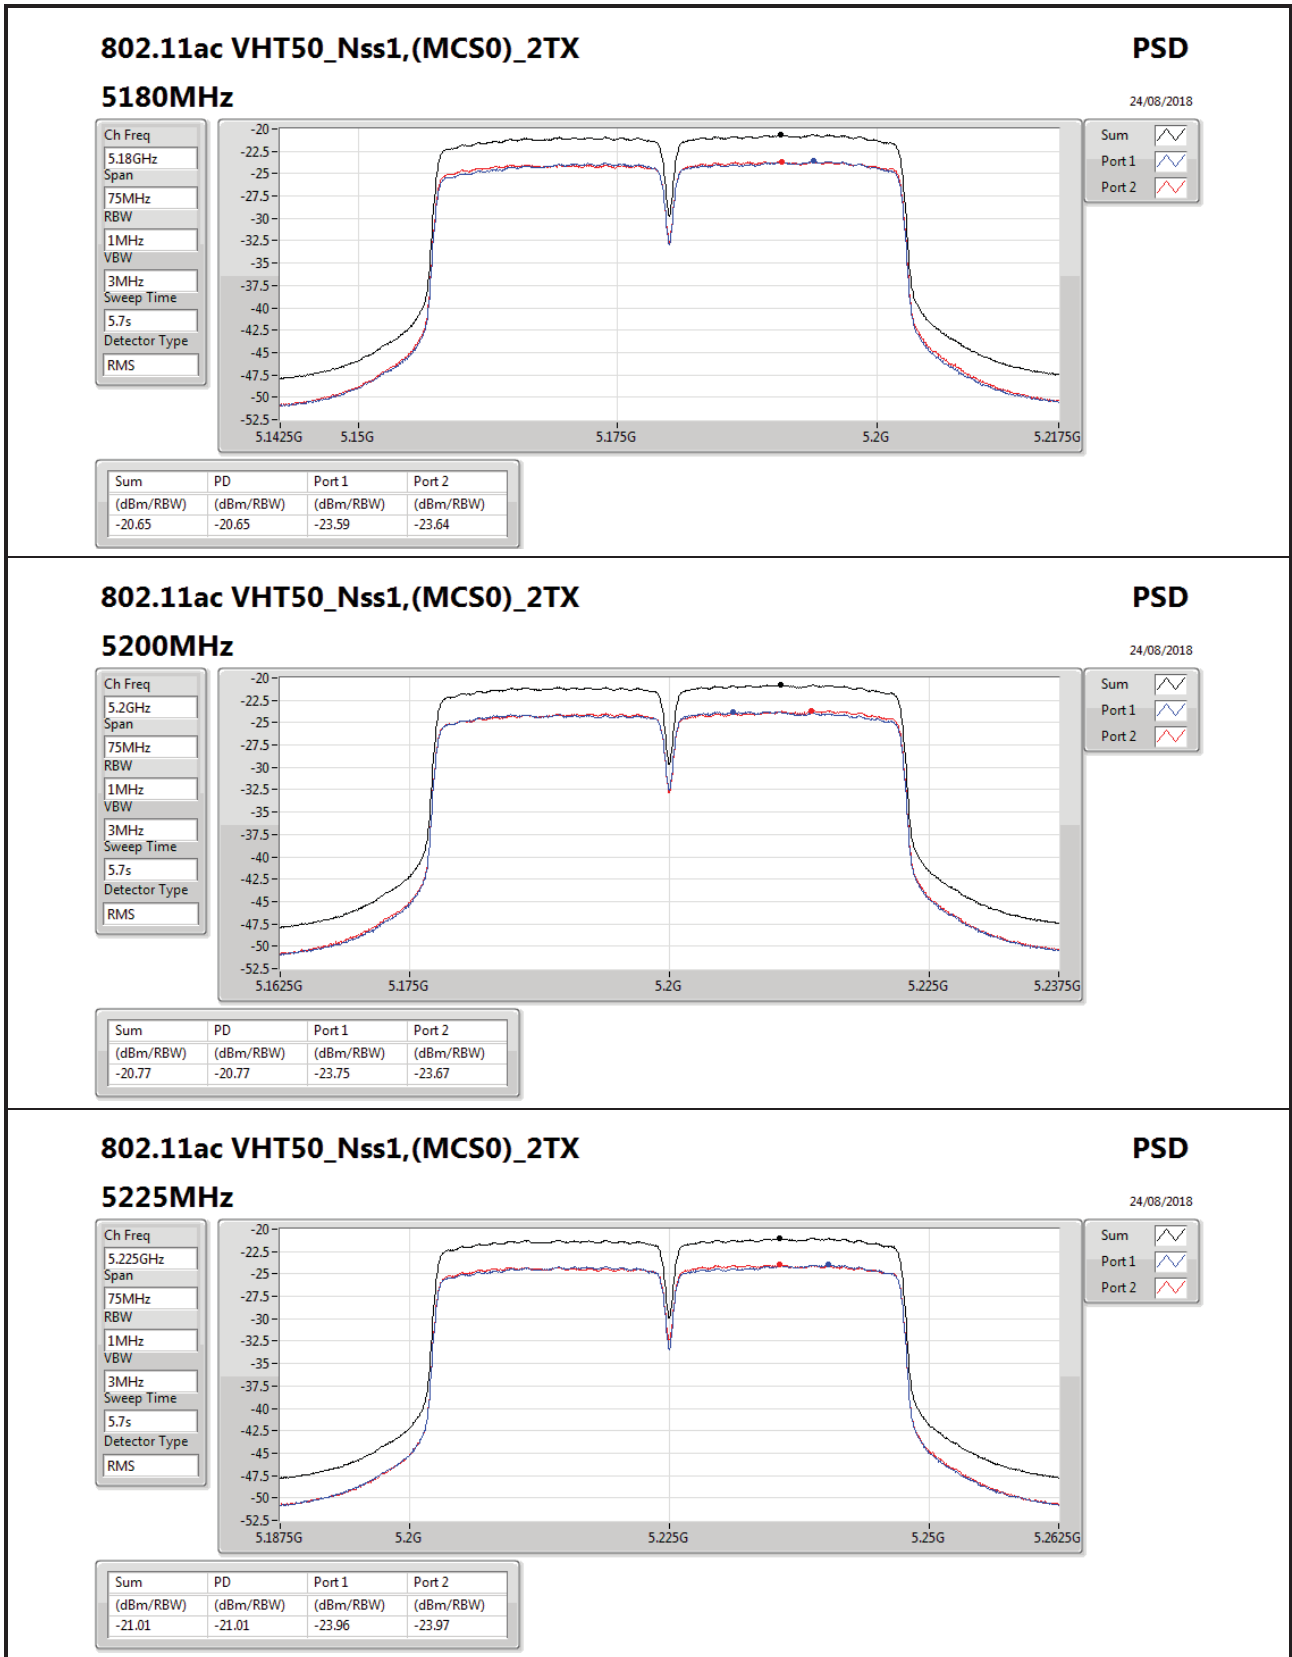 802.11ac VHT50_Nss1,(MCS0)_2TX PSD
5180MHz 24/08/2018
Ch Freq
5.18GHz
Span
75MHz
RBW
1MHz
VBW
3MHz
Sweep Time
5.7s
Detector Type
RMS
-20
-22.5
-25
-27.5
-30
-32.5
-35
-37.5
-40
-42.5
-45
-47.5
-50
-52.5
5.1425G 5.15G 5.175G 5.2G 5.2175G
Sum
Port 1
Port 2
Sum PD Port 1 Port 2
(dBm/RBW) (dBm/RBW) (dBm/RBW) (dBm/RBW)
-20.65 -20.65 -23.59 -23.64
802.11ac VHT50_Nss1,(MCS0)_2TX PSD
5200MHz 24/08/2018
Ch Freq
5.2GHz
Span
75MHz
RBW
1MHz
VBW
3MHz
Sweep Time
5.7s
Detector Type
RMS
-20
-22.5
-25
-27.5
-30
-32.5
-35
-37.5
-40
-42.5
-45
-47.5
-50
-52.5
5.1625G 5.175G 5.2G 5.225G 5.2375G
Sum
Port 1
Port 2
Sum PD Port 1 Port 2
(dBm/RBW) (dBm/RBW) (dBm/RBW) (dBm/RBW)
-20.77 -20.77 -23.75 -23.67
802.11ac VHT50_Nss1,(MCS0)_2TX PSD
5225MHz 24/08/2018
Ch Freq
5.225GHz
Span
75MHz
RBW
1MHz
VBW
3MHz
Sweep Time
5.7s
Detector Type
RMS
-20
-22.5
-25
-27.5
-30
-32.5
-35
-37.5
-40
-42.5
-45
-47.5
-50
-52.5
5.1875G 5.2G 5.225G 5.25G 5.2625G
Sum
Port 1
Port 2
Sum PD Port 1 Port 2
(dBm/RBW) (dBm/RBW) (dBm/RBW) (dBm/RBW)
-21.01 -21.01 -23.96 -23.97